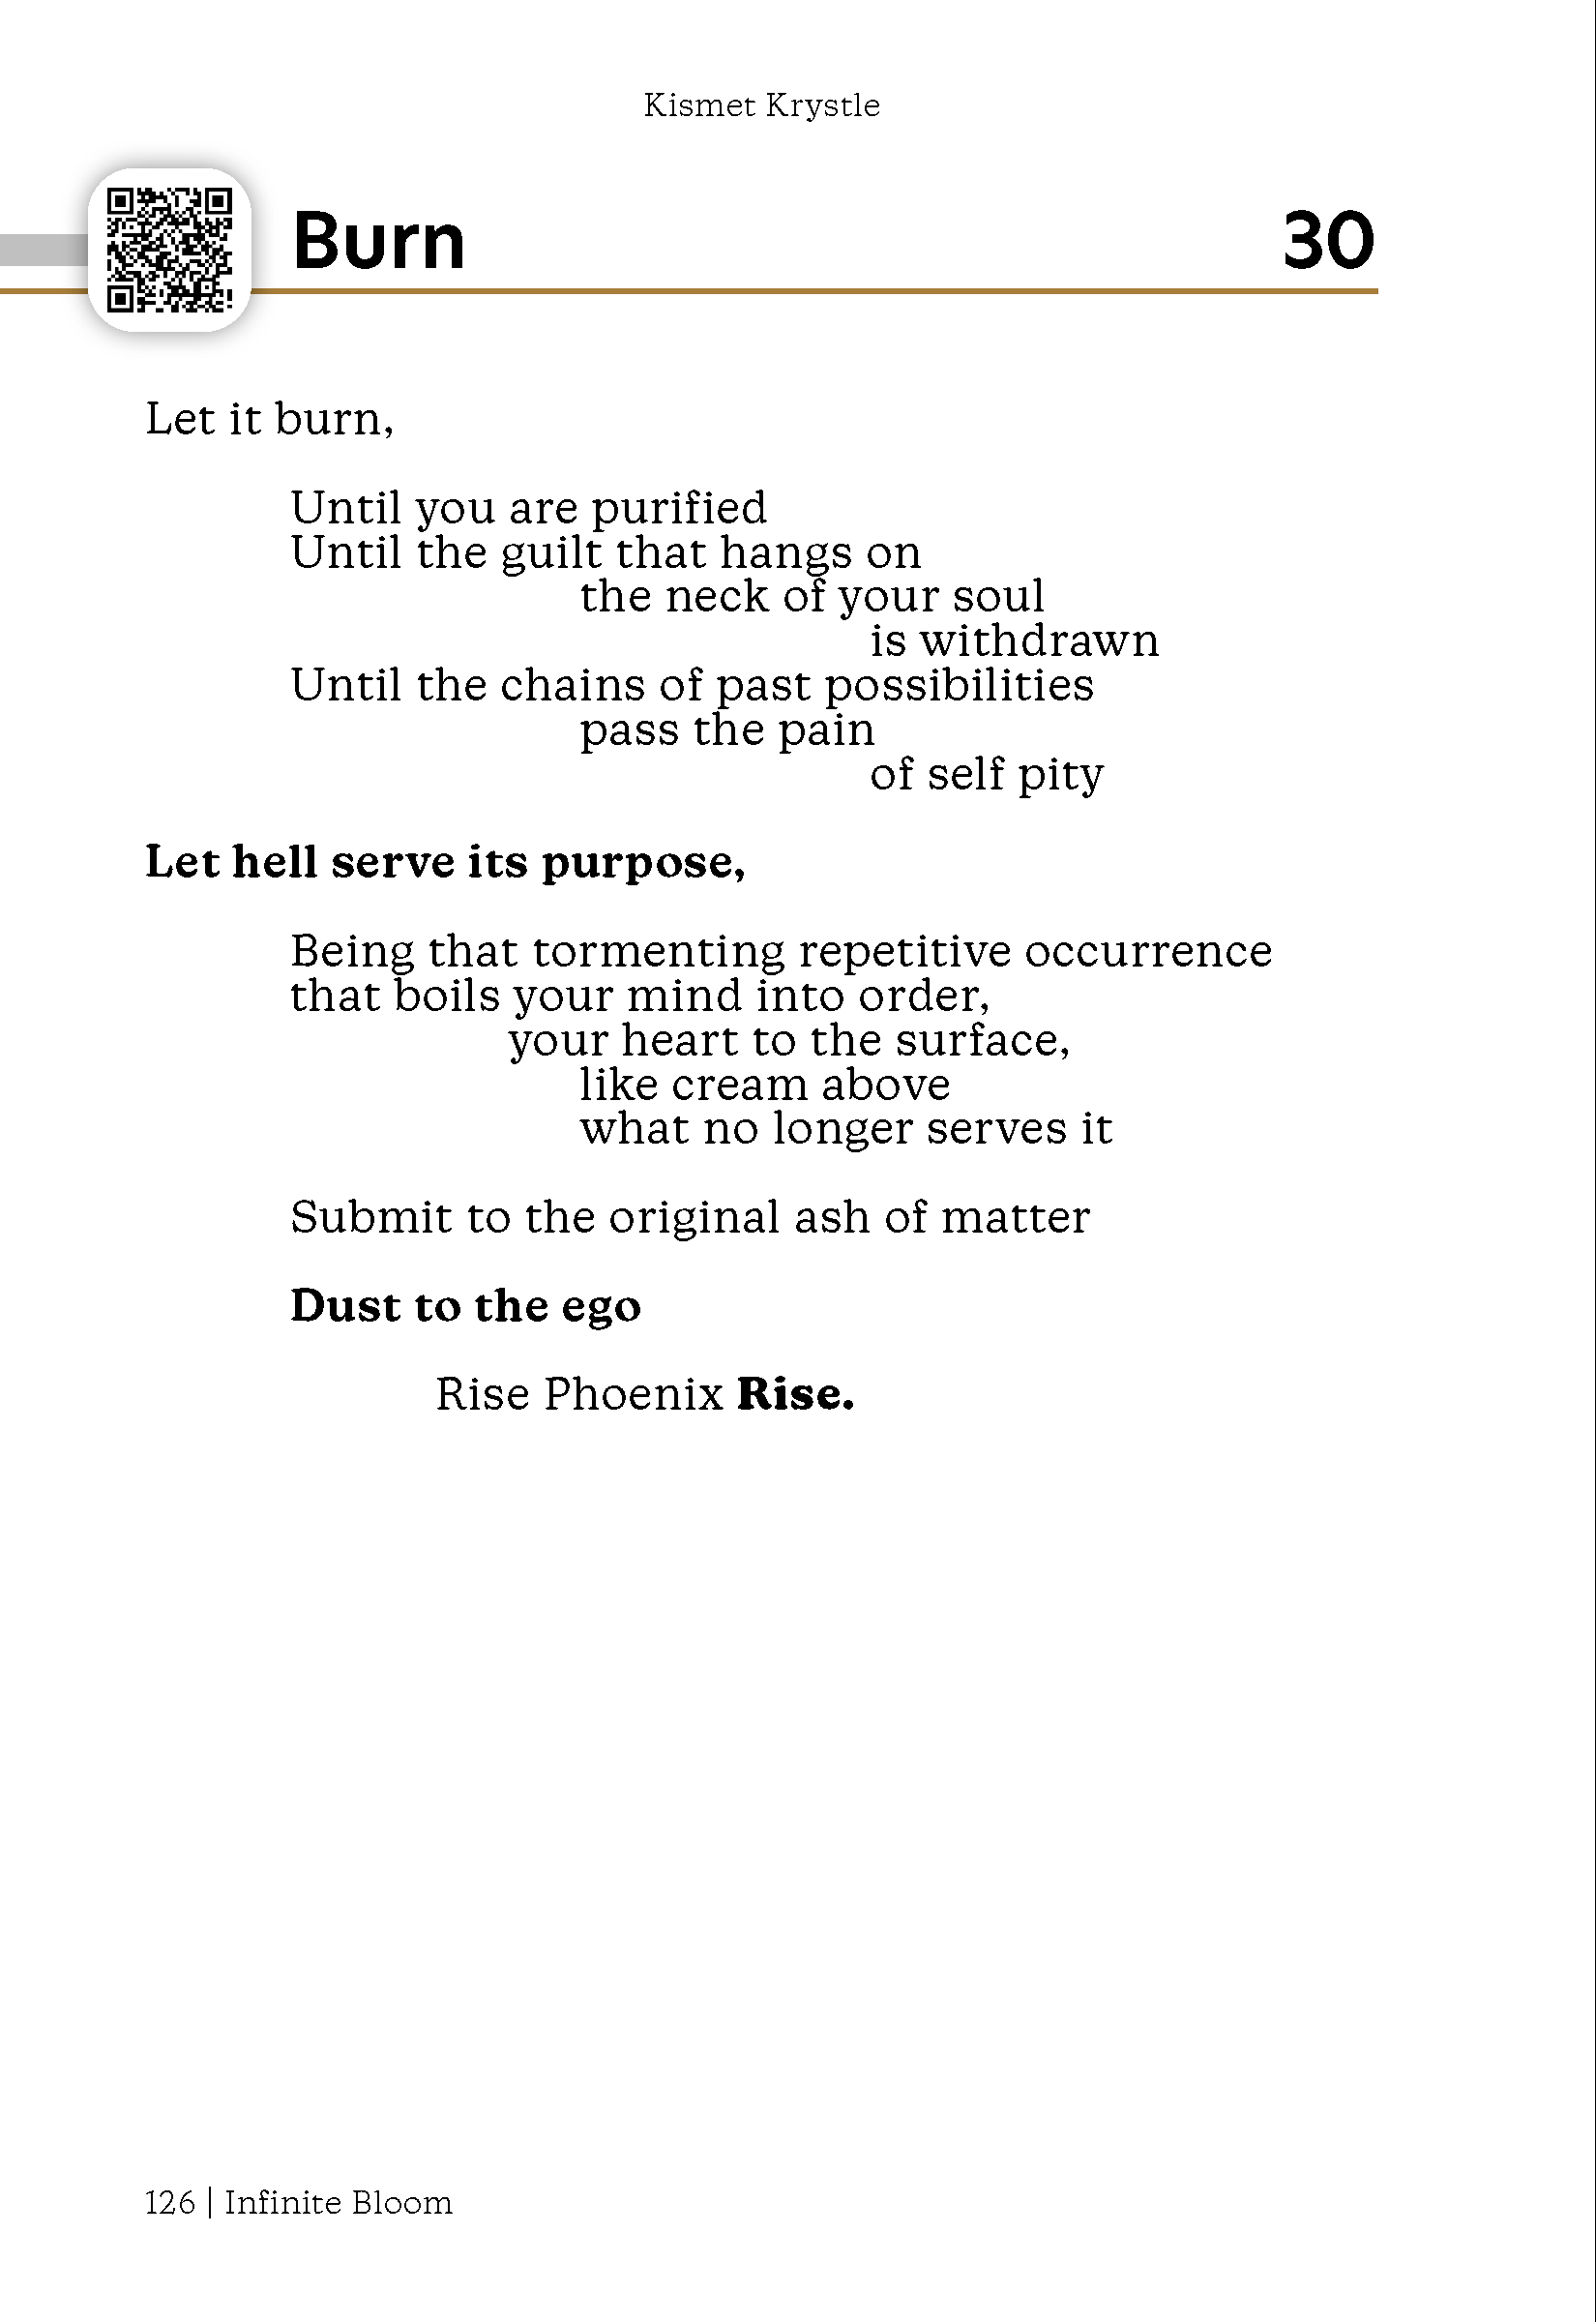 Kismet Krystle
Burn 30
Let it burn,
Until you are purified
Until the guilt that hangs on
the neck of your soul
is withdrawn
Until the chains of past possibilities
pass the pain
of self pity
Let hell serve its purpose,
Being that tormenting repetitive occurrence
that boils your mind into order,
your heart to the surface,
like cream above
what no longer serves it
Submit to the original ash of matter
Dust to the ego
Rise Phoenix Rise.
126 | Infinite Bloom